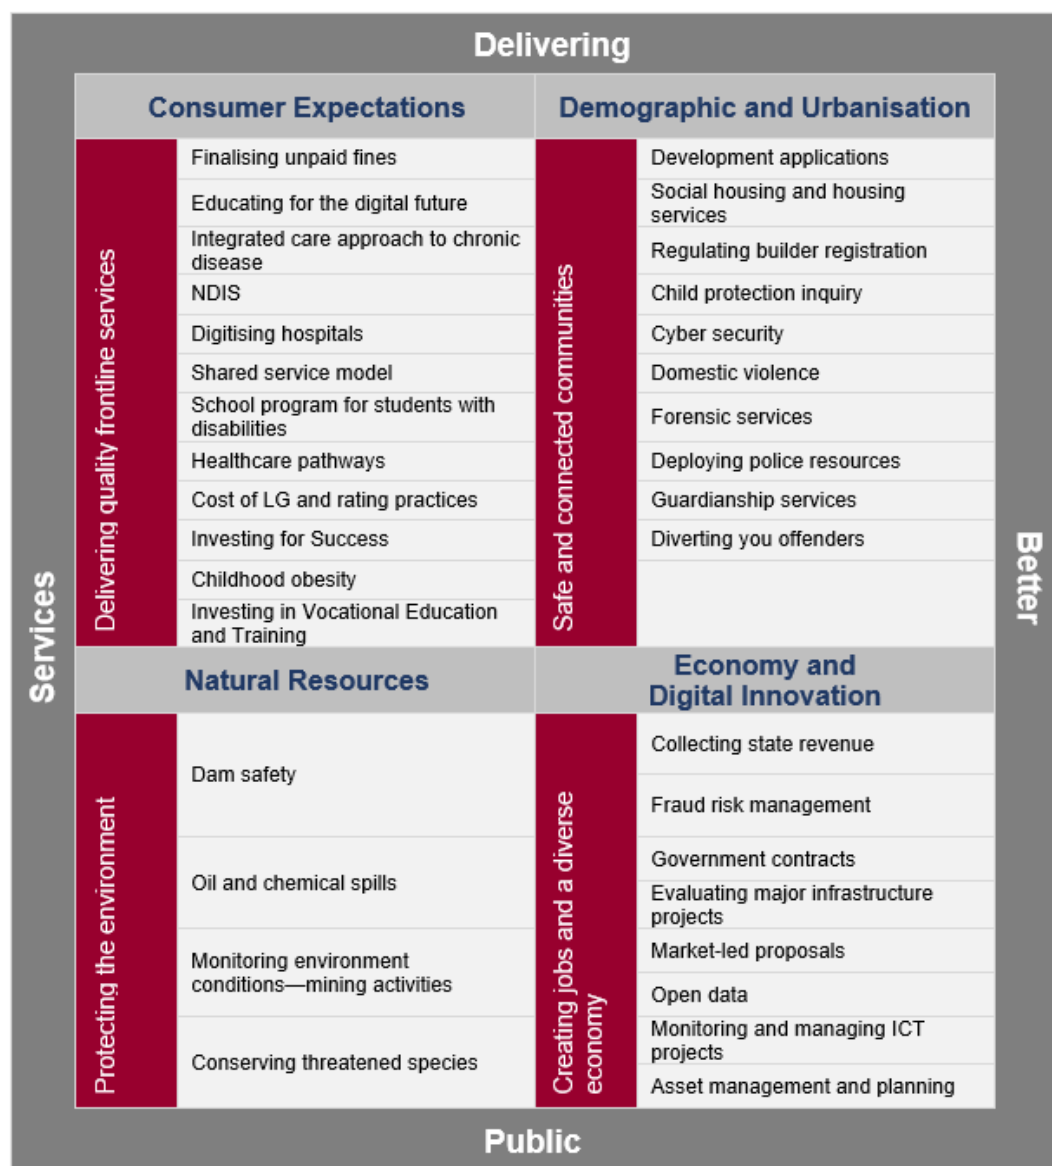 Delivering
Consumer Expectations
Delivering quality frontline services
Finalising unpaid fines
Educating for the digital future
Integrated care approach to chronic
disease
NDIS
Digitising hospitals
Shared service model
School program for students with
disabilities
Healthcare pathways
Cost of LG and rating practices
Investing for Success
Childhood obesity
Investing in Vocational Education
and Training
Demographic and Urbanisation
Safe and connected communities
Development applications
Social housing and housing
services
Regulating builder registration
Child protection inquiry
Cyber security
Domestic violence
Forensic services
Deploying police resources
Guardianship services
Diverting you offenders
Better
Services
Natural Resources
Protecting the environment
Dam safety
Oil and chemical spills
Monitoring environment
conditions—mining activities
Conserving threatened species
Economy and
Digital Innovation
Creating jobs and a diverse
economy
Collecting state revenue
Fraud risk management
Government contracts
Evaluating major infrastructure
projects
Market-led proposals
Open data
Monitoring and managing ICT
projects
Asset management and planning
Public